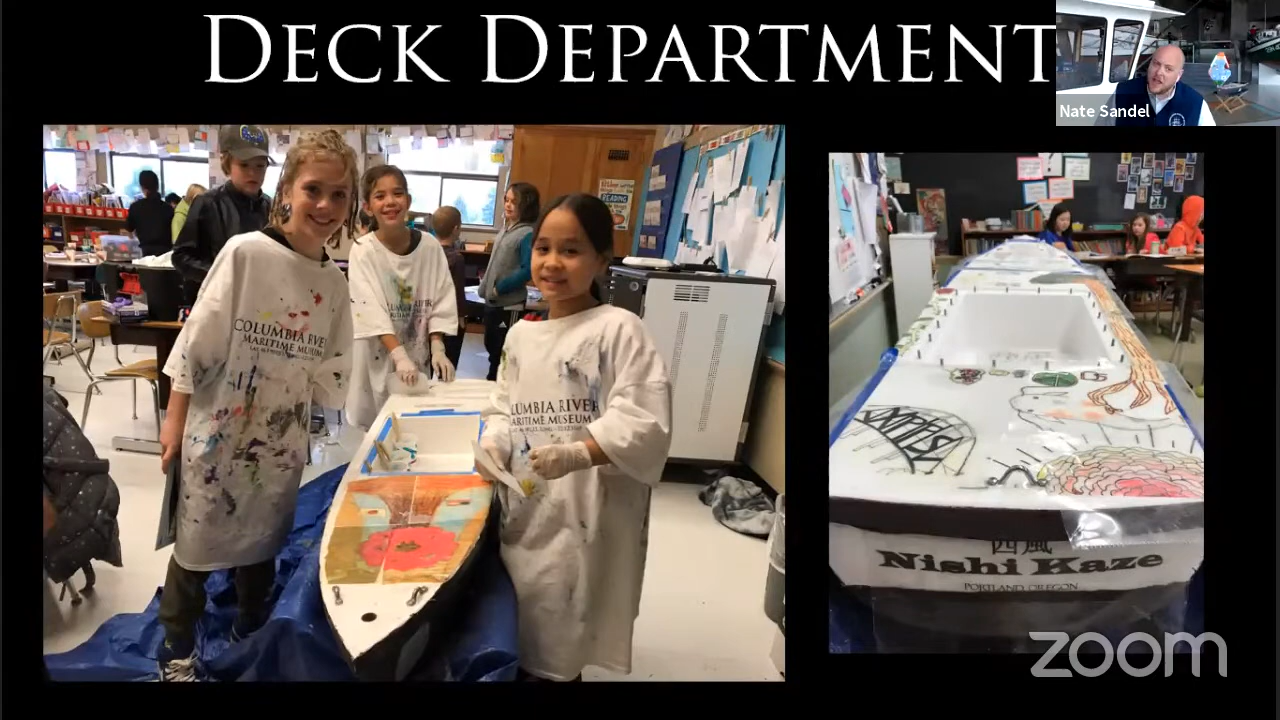 DECK DEPARTMENT
Nate Sandel
COLUMBIA RIVER
MARITIME MUSEUM
COLUMBIA RIVER
MARITIME MUSEUM
READING
西風
Nishi Kaze
PORTLAND, OREGON
zoom